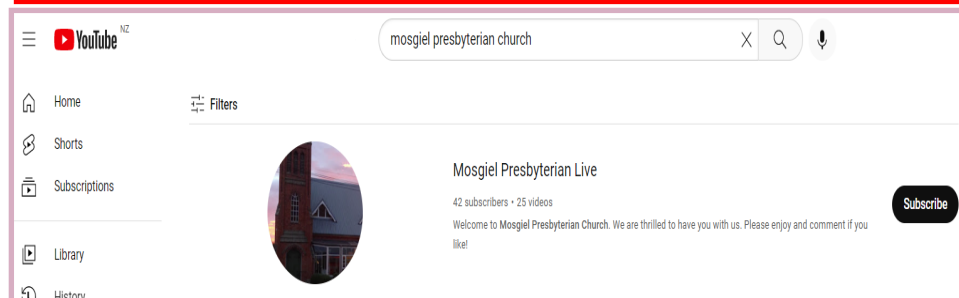 YouTube NZ
mosgiel presbyterian church
Home
Filters
Shorts
Mosgiel Presbyterian Live
Subscriptions
42 subscribers • 25 videos
Subscribe
Welcome to Mosgiel Presbyterian Church. We are thrilled to have you with us. Please enjoy and comment if you
like!
Library
History